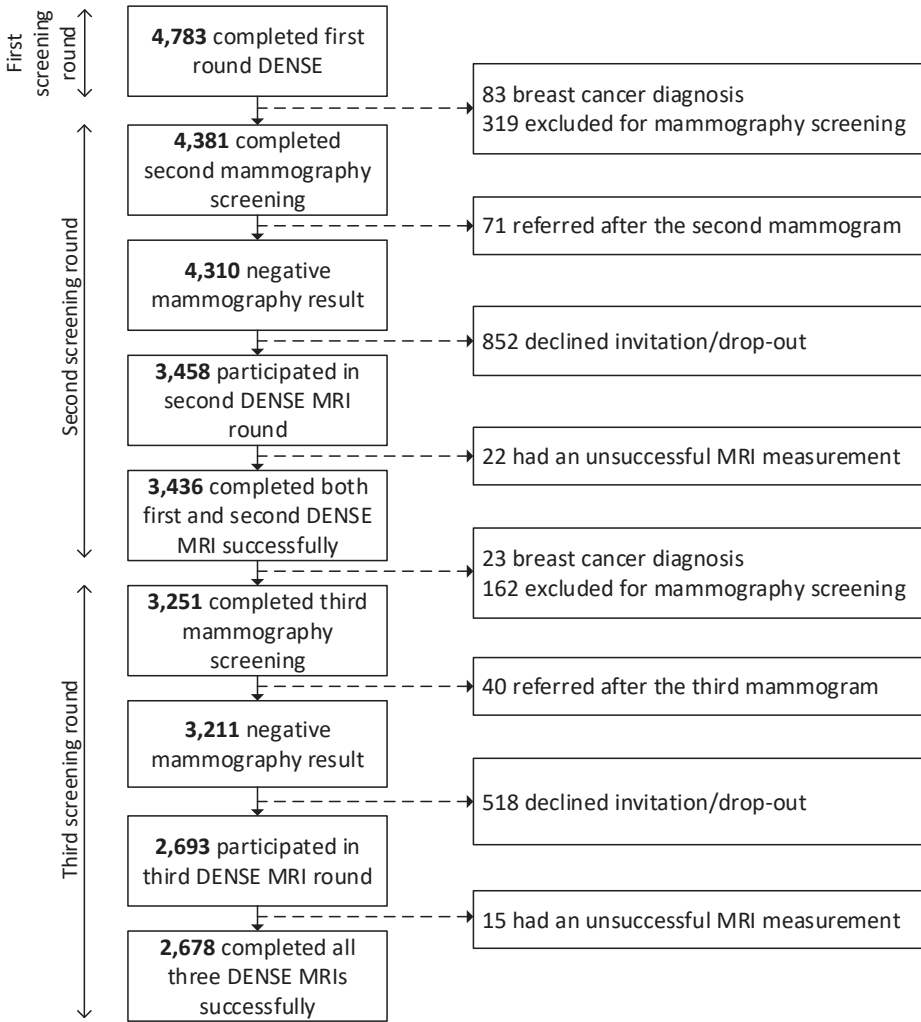 First
screening
round
4,783 completed first
round DENSE
83 breast cancer diagnosis
319 excluded for mammography screening
Second screening round
4,381 completed
second mammography
screening
71 referred after the second mammogram
4,310 negative
mammography result
852 declined invitation/drop-out
3,458 participated in
second DENSE MRI
round
22 had an unsuccessful MRI measurement
3,436 completed both
first and second DENSE
MRI successfully
23 breast cancer diagnosis
162 excluded for mammography screening
Third screening round
3,251 completed third
mammography
screening
40 referred after the third mammogram
3,211 negative
mammography result
518 declined invitation/drop-out
2,693 participated in
third DENSE MRI round
15 had an unsuccessful MRI measurement
2,678 completed all
three DENSE MRIs
successfully